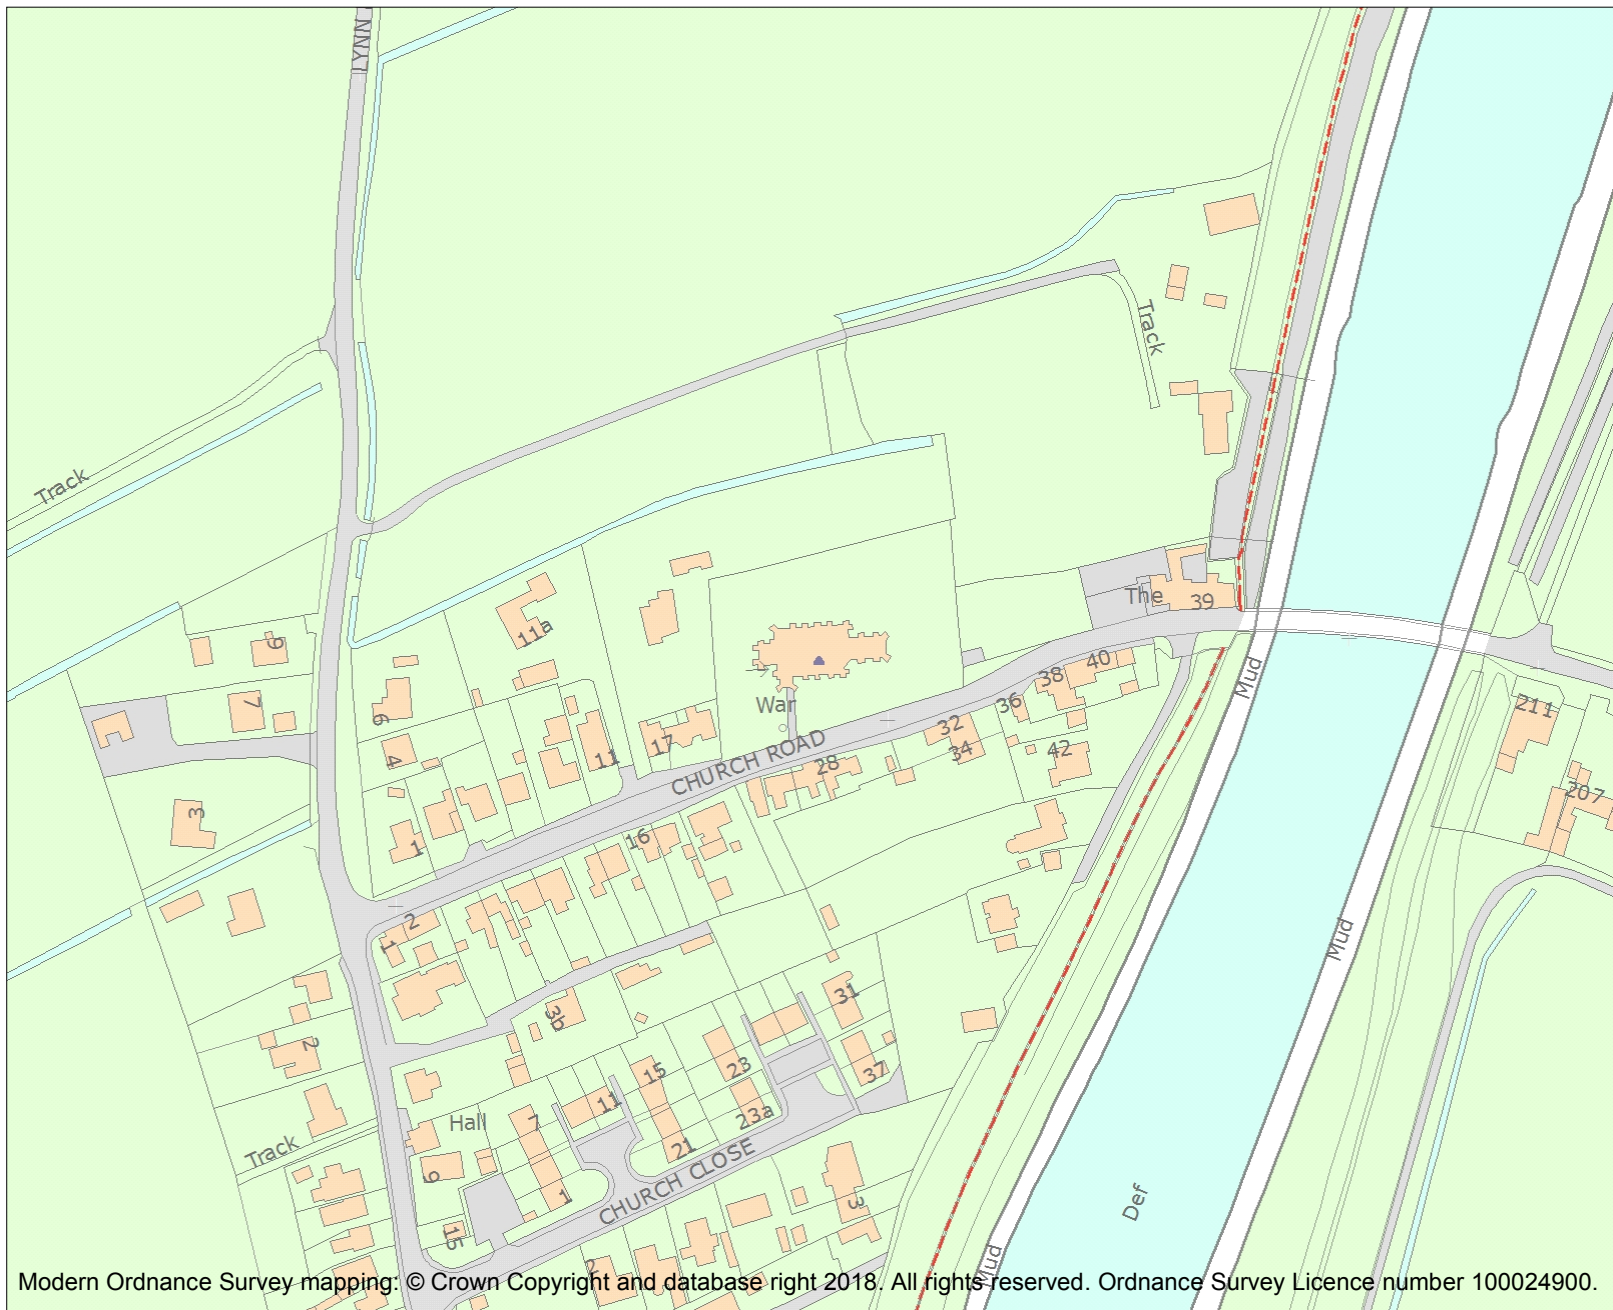 LYNN
Track
Track
11a
The
39
9
7
6
4
War
17
11
CHURCH ROAD
28
32
34
36
38
40
42
Mud
211
207
3
1
16
2
1
Mud
31
3b
2
37
15
23
11
23a
Hall
7
Track
21
CHURCH CLOSE
9
1
3
15
Def
Mud
2
Modern Ordnance Survey mapping: © Crown Copyright and database right 2018. All rights reserved. Ordnance Survey Licence number 100024900.